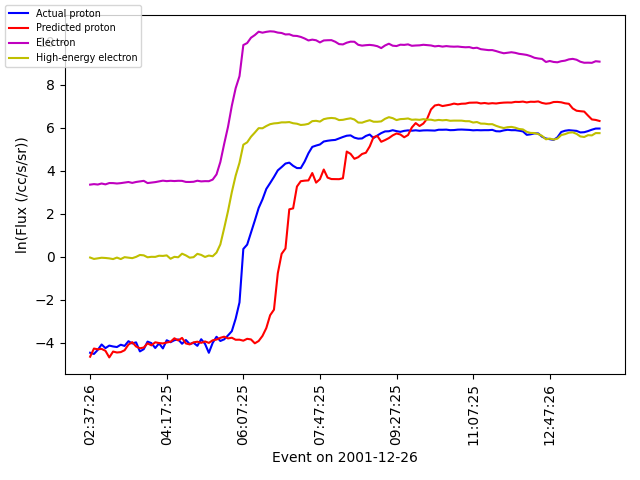 Actual proton
Predicted proton
Electron
High-energy electron
ln(Flux (/cc/s/sr))
8
6
4
2
0
−2
−4
02:37:26
04:17:25
06:07:25
07:47:25
09:27:25
11:07:25
12:47:26
Event on 2001-12-26